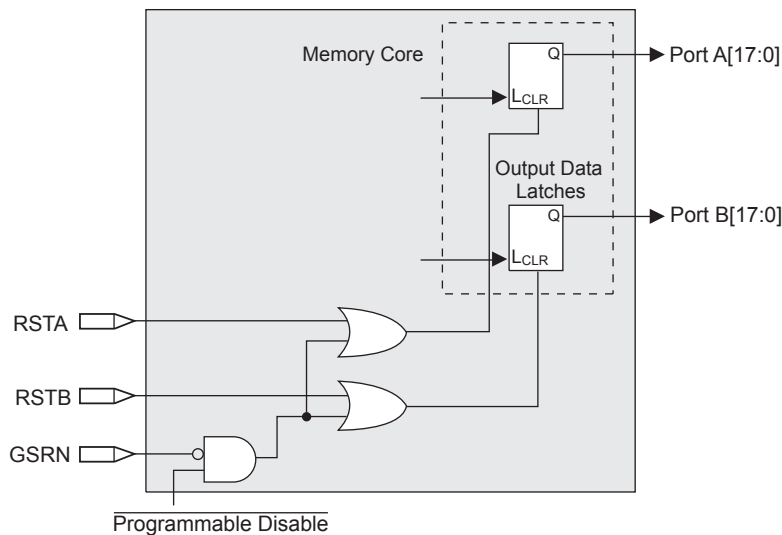 Memory Core
Q
Port A[17:0]
LCLR
Output Data
Latches
Q
Port B[17:0]
LCLR
RSTA
RSTB
GSRN
Programmable Disable